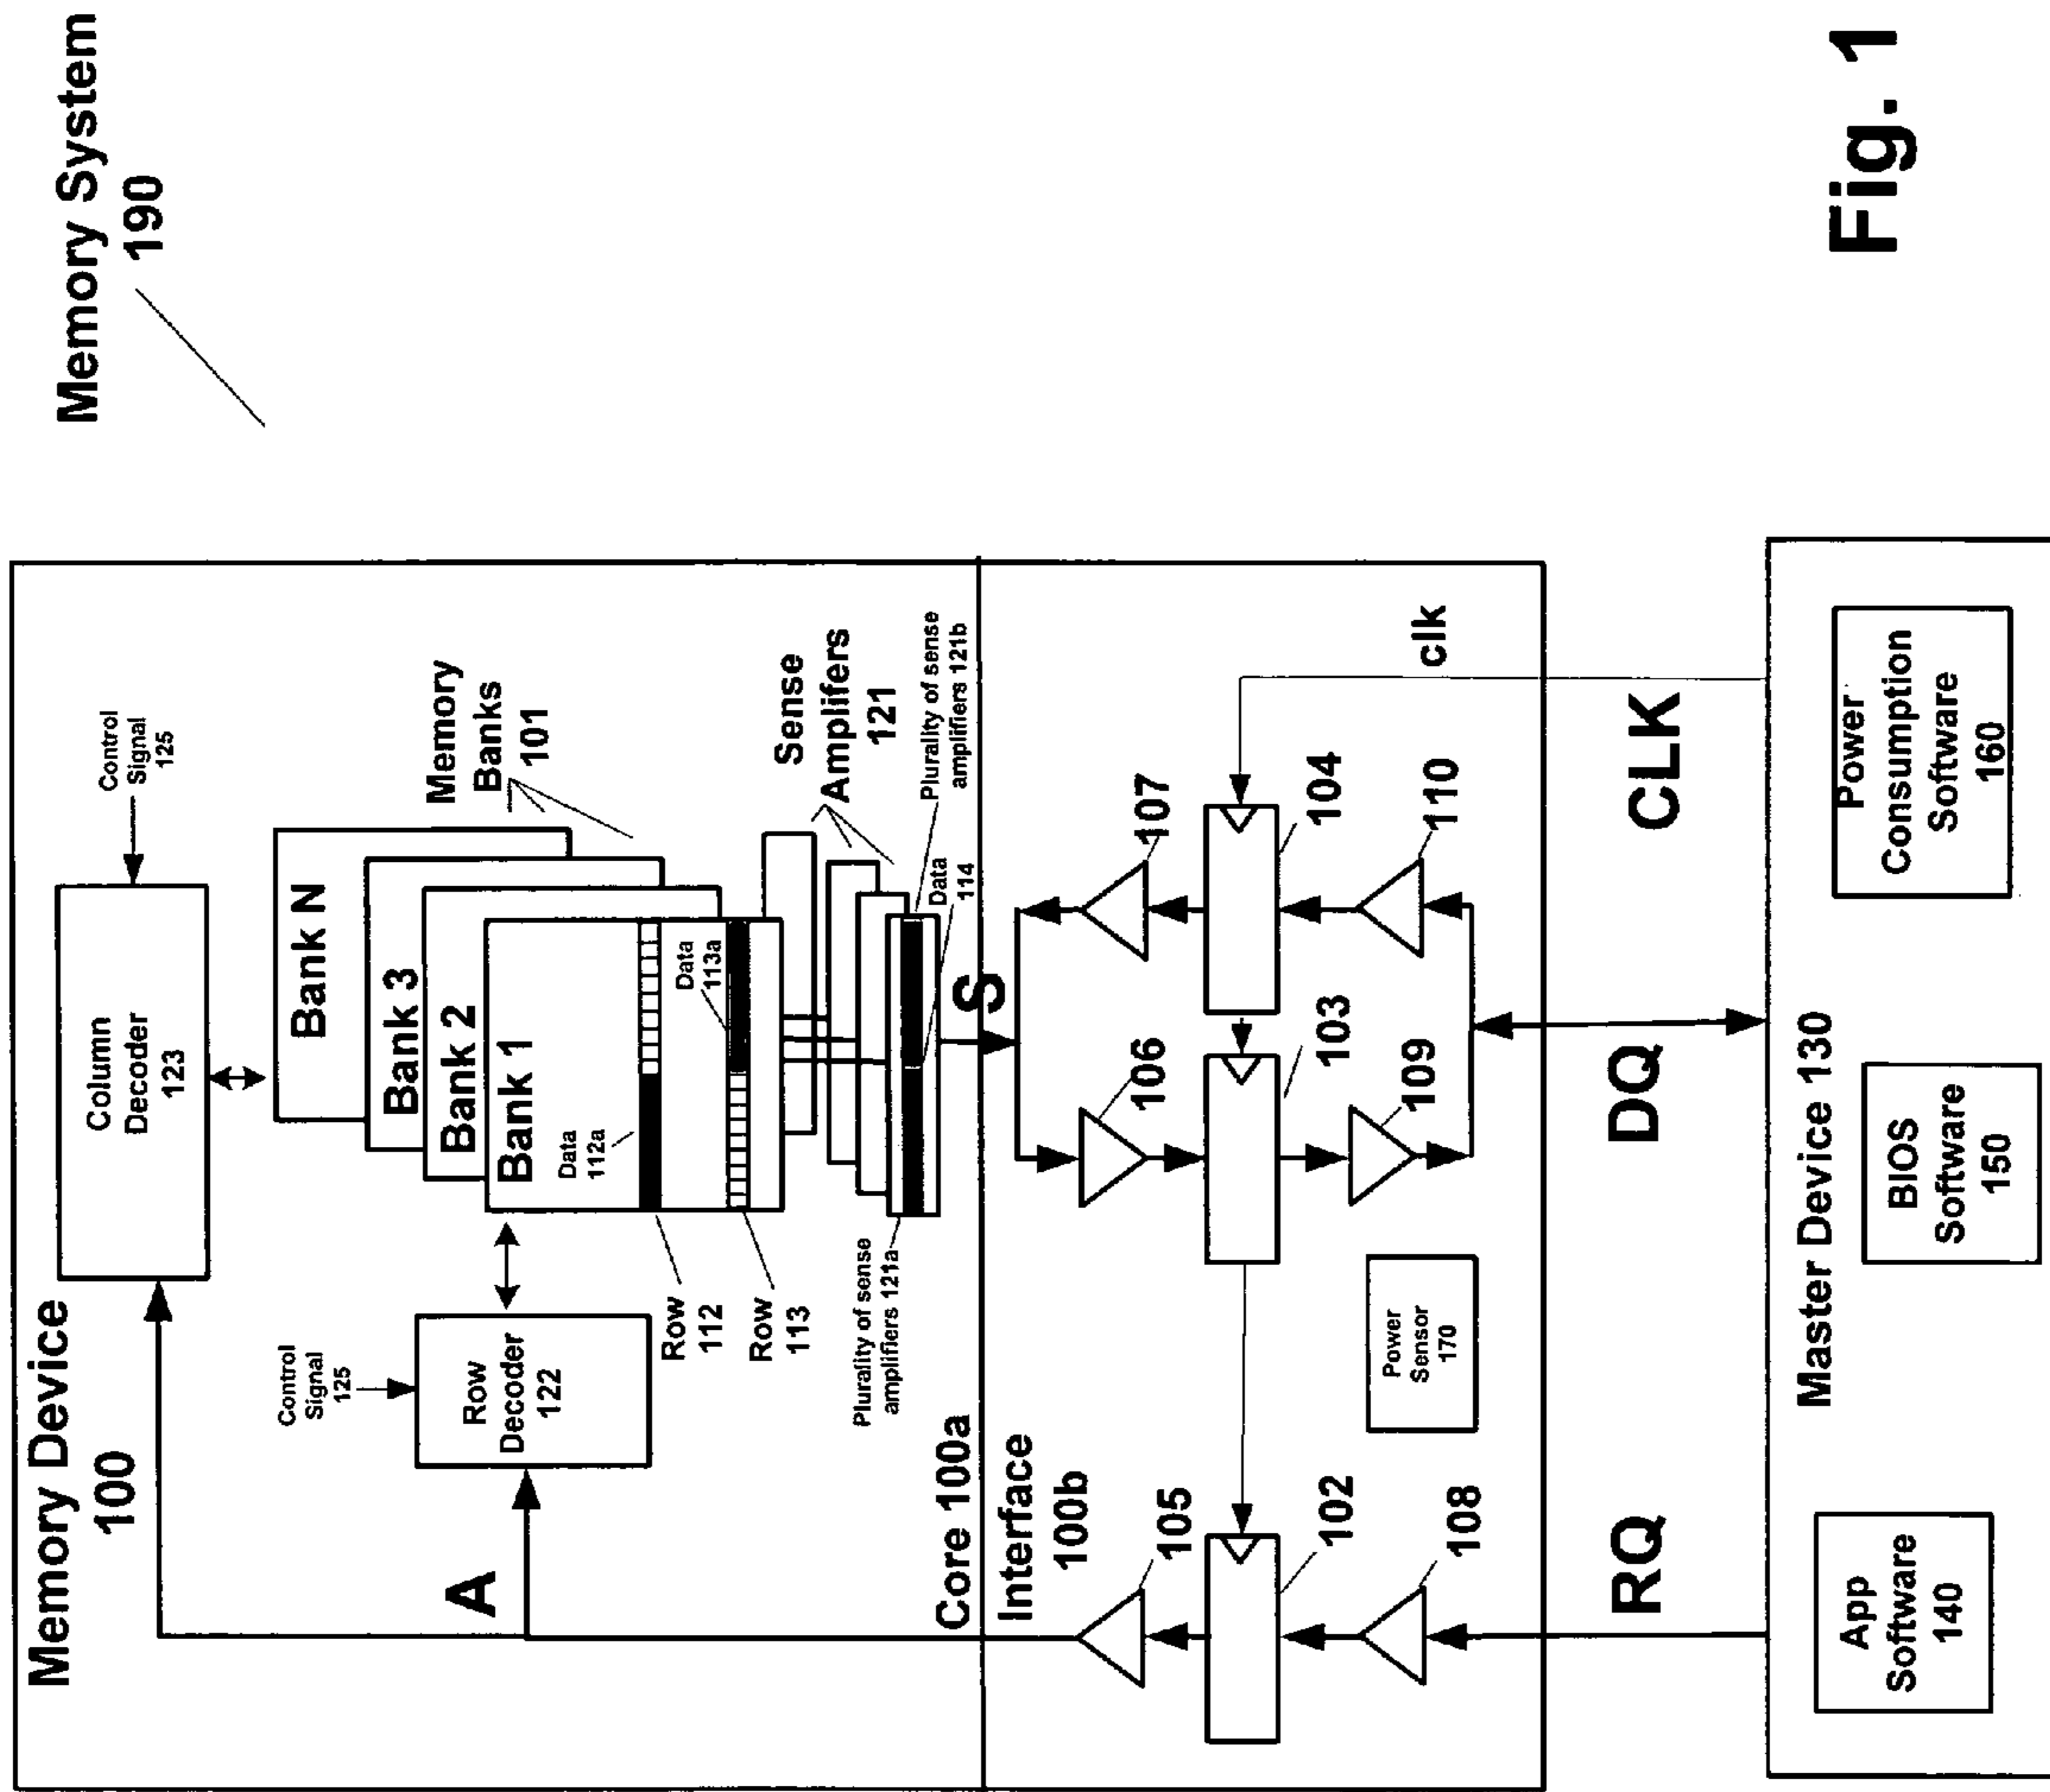 Memory System
190
Memory Device
100
Column
Decoder
123
Control
Signal
125
Control
Signal
125
Row
Decoder
122
Bank N
Bank 3
Bank 2
Bank 1
Memory
Banks
101
Data
112a
Data
113a
Row
112
Row
113
Sense
Amplifers
121
Plurality of sense
amplifiers 121a
Plurality of sense
amplifiers 121b
Data
114
A
S
Core 100a
Interface
100b
105
106
107
102
103
104
108
109
110
Power
Sensor
170
clk
RQ
DQ
CLK
Master Device 130
App
Software
140
BIOS
Software
150
Power
Consumption
Software
160
Fig. 1